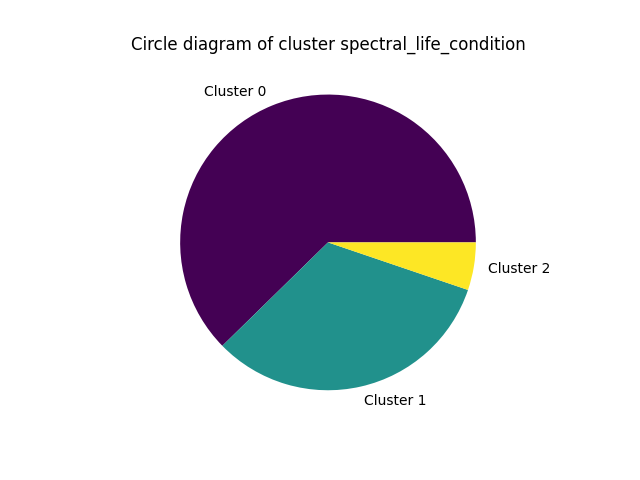 Circle diagram of cluster spectral_life_condition
Cluster 0
Cluster 2
Cluster 1